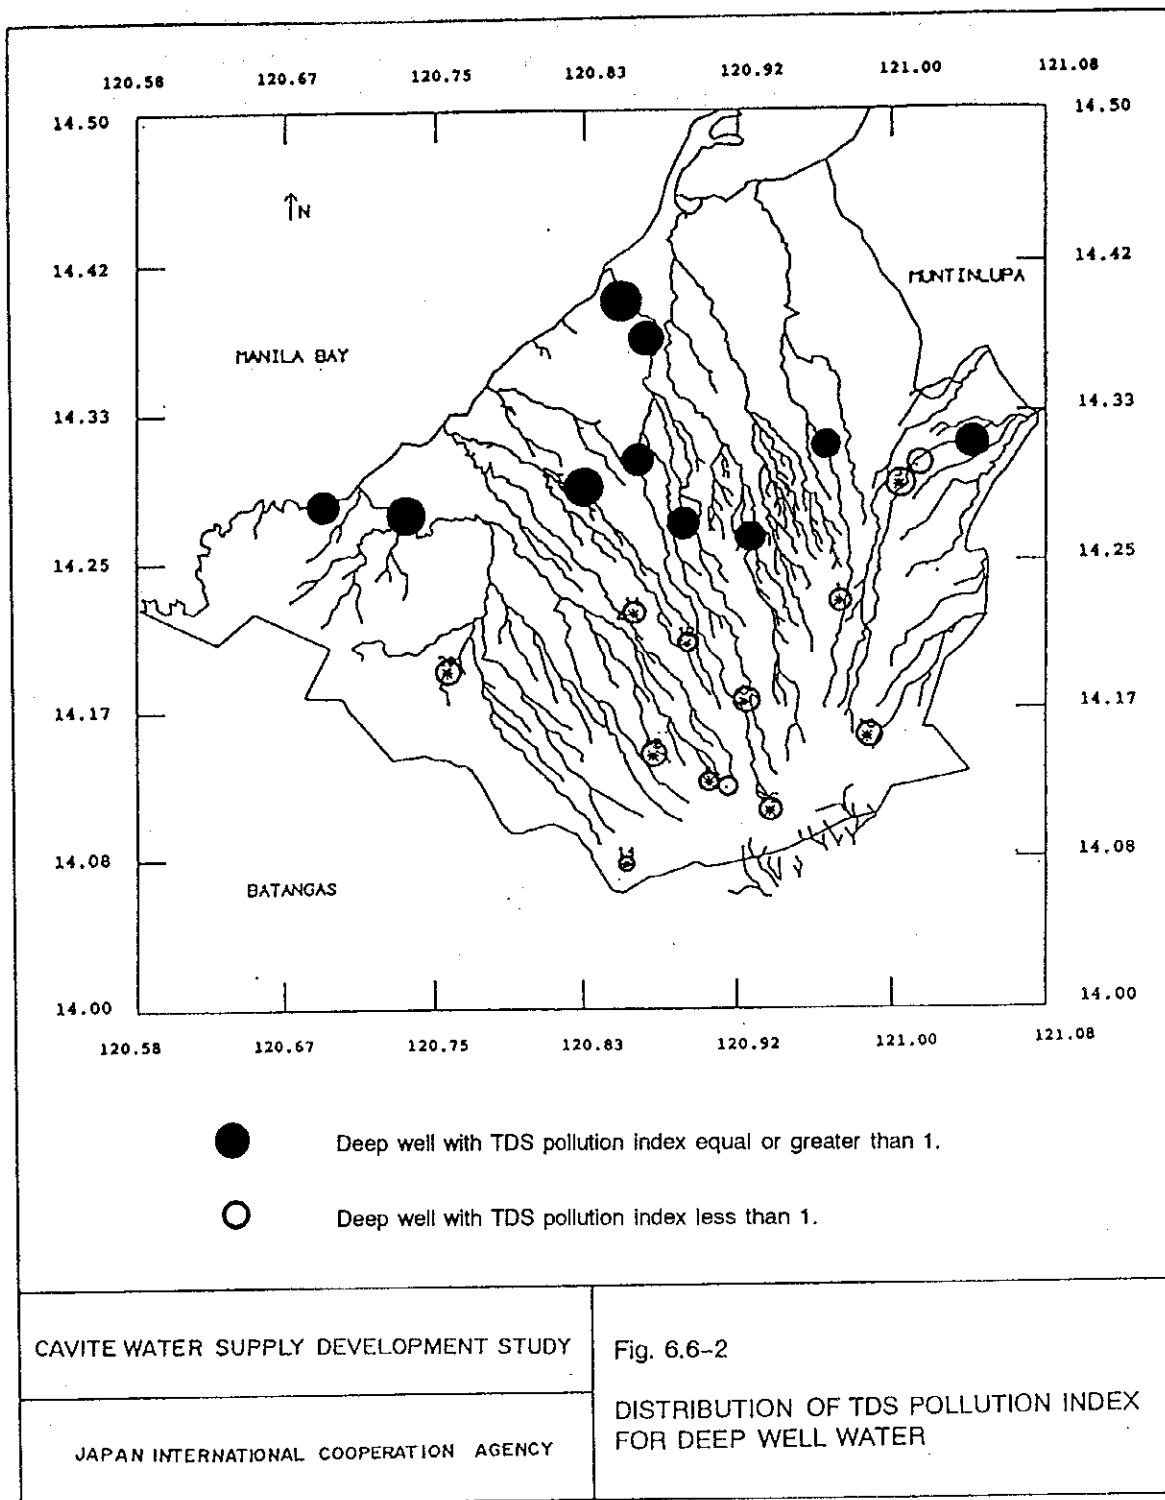 120.58 120.67 120.75 120.83 120.92 121.00 121.08
14.50 14.50
N
14.42 14.42
MUNTINLUPA
MANILA BAY
14.33 14.33
14.25 14.25
14.17 14.17
14.08 14.08
14
BATANGAS
14.00 14.00
120.58 120.67 120.75 120.83 120.92 121.00 121.08
Deep well with TDS pollution index equal or greater than 1.
Deep well with TDS pollution index less than 1.
CAVITE WATER SUPPLY DEVELOPMENT STUDY
JAPAN INTERNATIONAL COOPERATION AGENCY
Fig. 6.6-2
DISTRIBUTION OF TDS POLLUTION INDEX
FOR DEEP WELL WATER